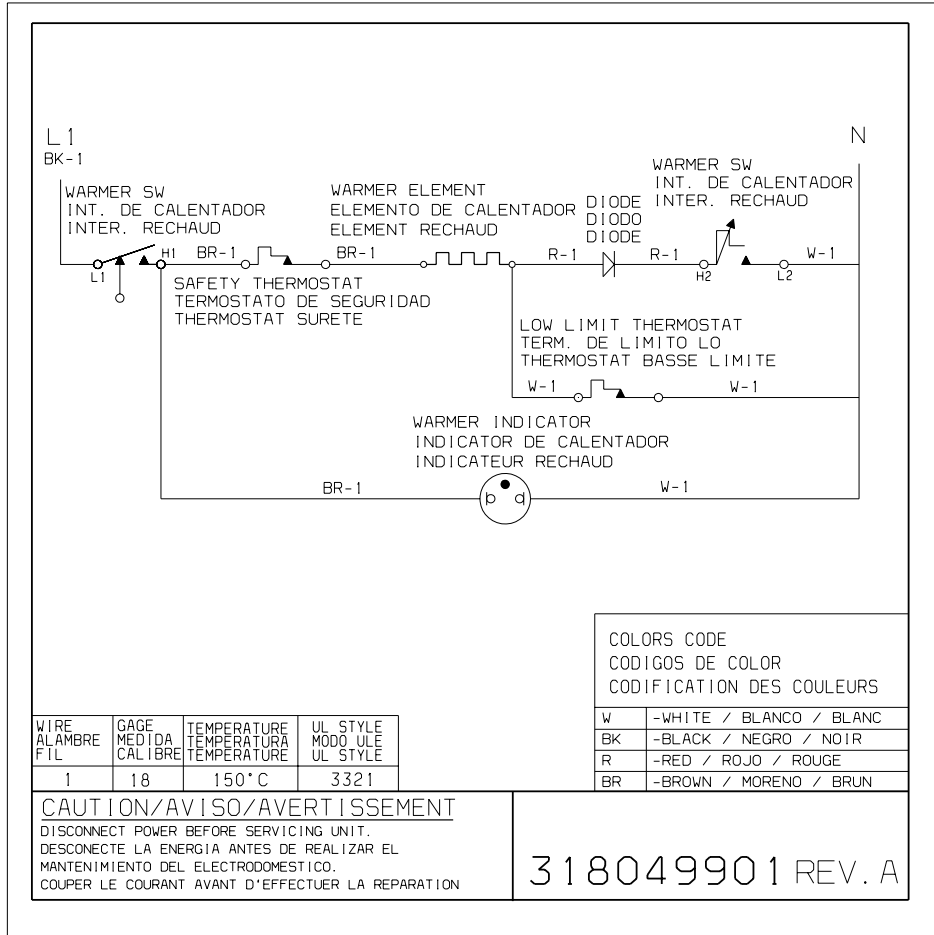 L1
BK-1
N
WARMER SW
INT. DE CALENTADOR
INTER. RECHAUD
WARMER ELEMENT
ELEMENTO DE CALENTADOR
ELEMENT RECHAUD
DIODE
DIODO
DIODE
WARMER SW
INT. DE CALENTADOR
INTER. RECHAUD
L1
H1
BR-1
BR-1
R-1
R-1
H2
L2
W-1
SAFETY THERMOSTAT
TERMOSTATO DE SEGURIDAD
THERMOSTAT SURETE
LOW LIMIT THERMOSTAT
TERM. DE LIMITO LO
THERMOSTAT BASSE LIMITE
W-1
W-1
WARMER INDICATOR
INDICATOR DE CALENTADOR
INDICATEUR RECHAUD
BR-1
W-1
COLORS CODE
CODIGOS DE COLOR
CODIFICATION DES COULEURS
W -WHITE / BLANCO / BLANC
BK -BLACK / NEGRO / NOIR
R -RED / ROJO / ROUGE
BR -BROWN / MORENO / BRUN
WIRE GAGE TEMPERATURE UL STYLE
ALAMBRE MEDIDA TEMPERATURA MODO ULE
FIL CALIBRE TEMPERATURE UL STYLE
1 18 150°C 3321
CAUTION/AVISO/AVERTISSEMENT
DISCONNECT POWER BEFORE SERVICING UNIT.
DESCONECTE LA ENERGIA ANTES DE REALIZAR EL
MANTENIMIENTO DEL ELECTRODOMESTICO.
COUPER LE COURANT AVANT D'EFFECTUER LA REPARATION
318049901 REV. A